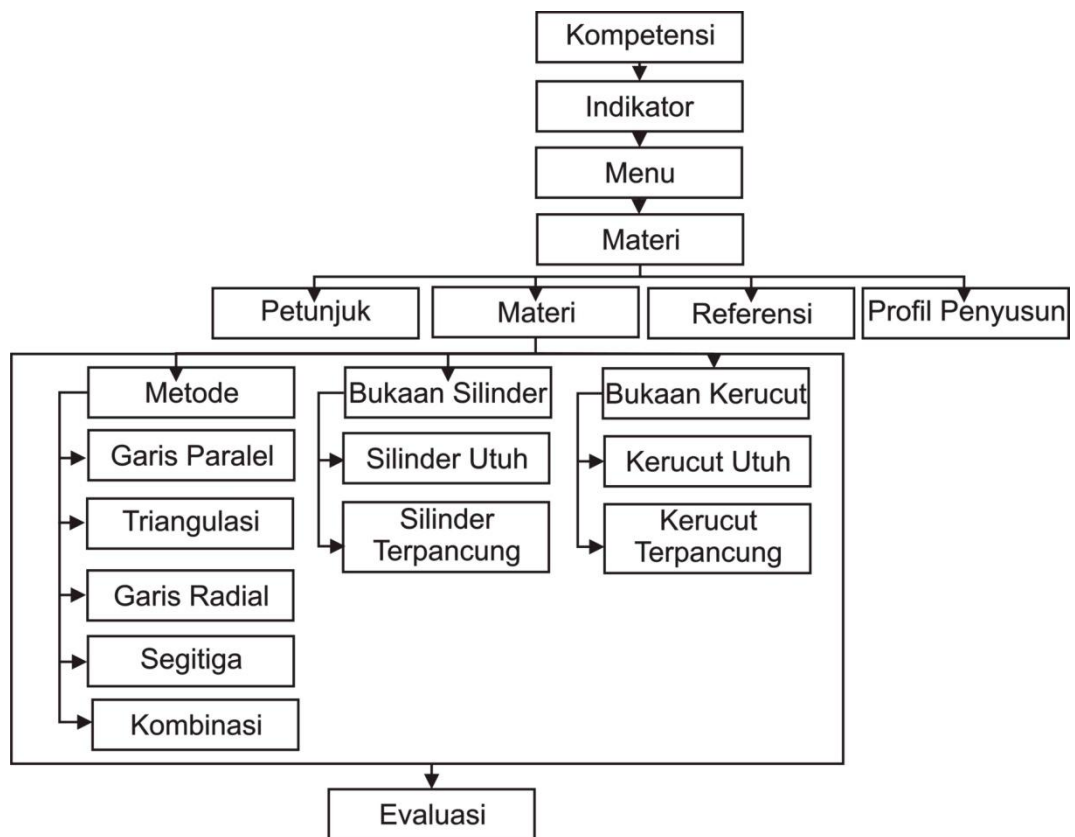 Kompetensi
Indikator
Menu
Materi
Petunjuk
Materi
Referensi
Profil Penyusun
Metode
Garis Paralel
Triangulasi
Garis Radial
Segitiga
Kombinasi
Bukaan Silinder
Silinder Utuh
Silinder
Terpancung
Bukaan Kerucut
Kerucut Utuh
Kerucut
Terpancung
Evaluasi